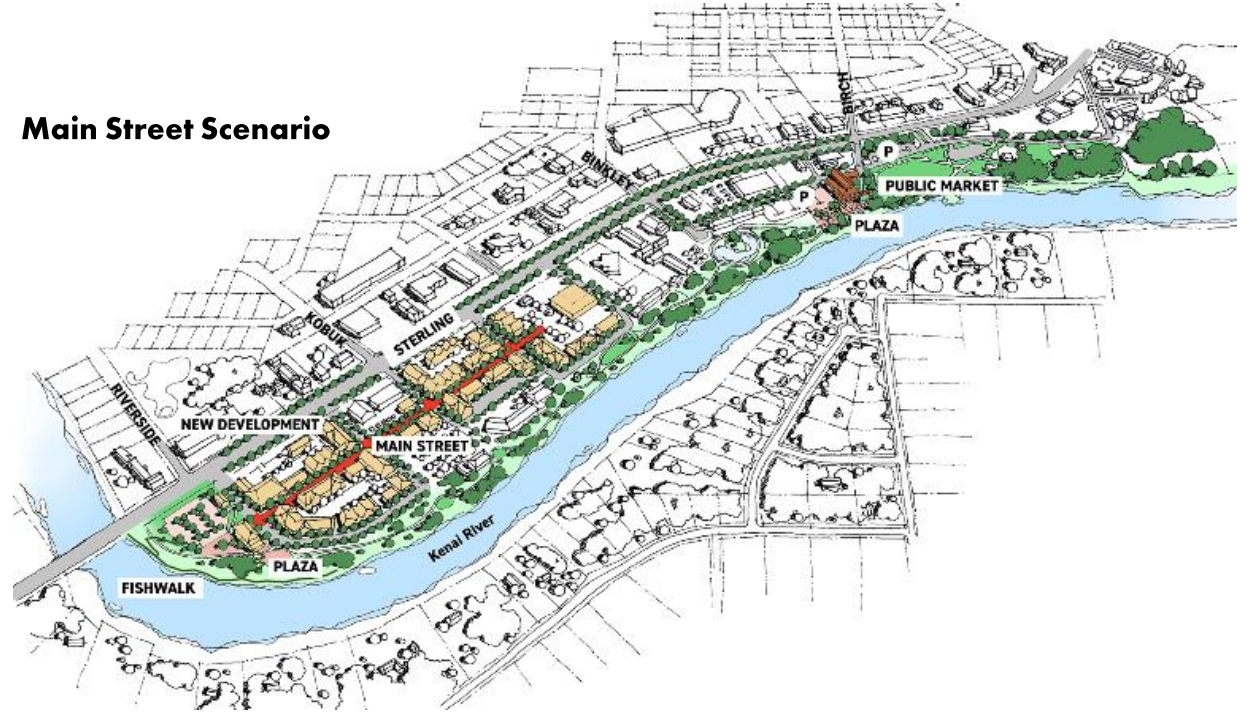 Main Street Scenario
BIRCH
BINKLEY
P
PUBLIC MARKET
P
PLAZA
KOBUK
STERLING
RIVERSIDE
NEW DEVELOPMENT
MAIN STREET
Kenai River
PLAZA
FISHWALK